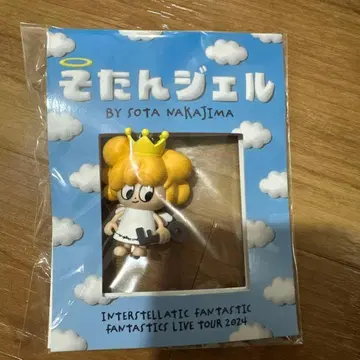 そたんジェル
BY SOTA NAKAJIMA
INTERSTELLATIC FANTASTIC
FANTASTICS LIVE TOUR 2024